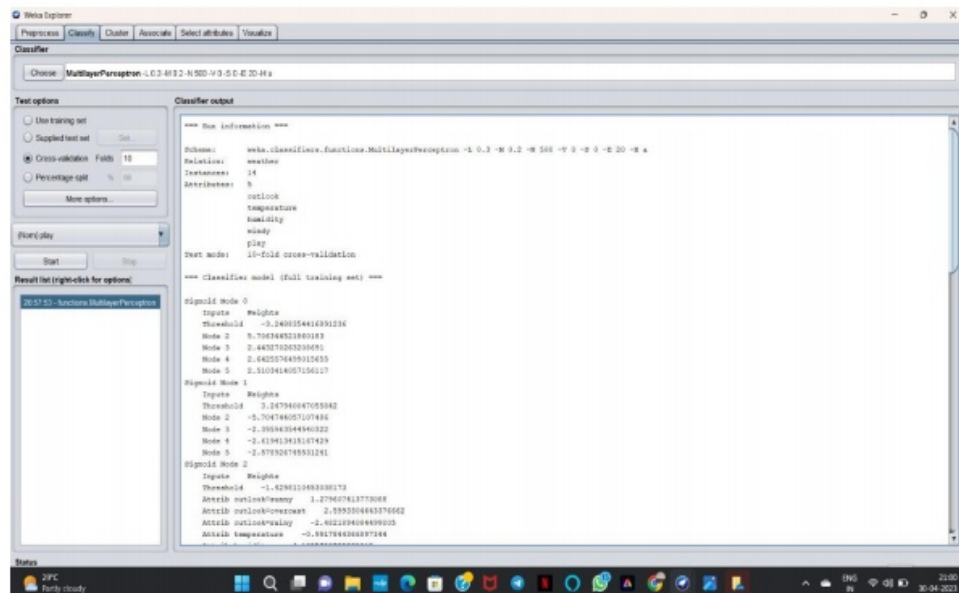 Weka Explorer
Preprocess Classify Cluster Associate Select attributes Visualize
Classifier
Choose MultilayerPerceptron -L 0.3 -M 0.2 -N 500 -V 0 -S 0 -E 20 -H a
Test options
Use training set
Supplied test set Set...
Cross-validation Folds 10
Percentage split % 66
More options...
(Nom) play
Start Stop
Result list (right-click for options)
20:57:53 - functions.MultilayerPerceptron
Classifier output
=== Run information ===
Scheme: weka.classifiers.functions.MultilayerPerceptron -L 0.3 -M 0.2 -N 500 -V 0 -S 0 -E 20 -H a
Relation: weather
Instances: 14
Attributes: 5
outlook
temperature
humidity
windy
play
Test mode: 10-fold cross-validation
=== Classifier model (full training set) ===
Sigmoid Node 0
Inputs Weights
Threshold
Node 2
Node 3
Node 4
Node 5
Sigmoid Node 1
Inputs Weights
Threshold
Node 2
Node 3
Node 4
Node 5
Sigmoid Node 2
Inputs Weights
Threshold
Attrib outlook=sunny
Attrib outlook=overcast
Attrib outlook=rainy
Attrib temperature
Status
29°C
Partly cloudy
ENG
IN
21:00
30-04-2023